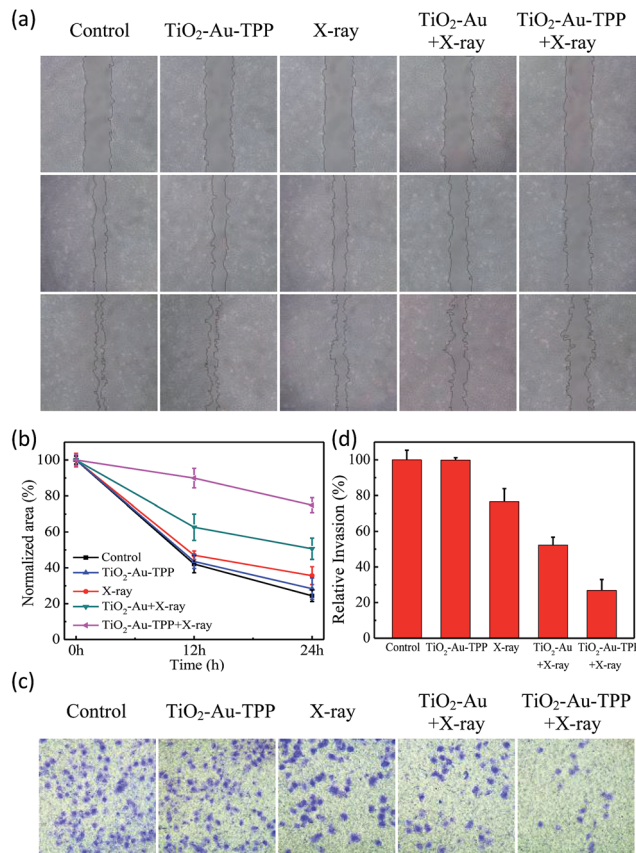 (a)
Control
TiO₂-Au-TPP
X-ray
TiO₂-Au
+X-ray
TiO₂-Au-TPP
+X-ray
(b)
100
80
60
40
20
0
Normalized area (%)
Control
TiO₂-Au-TPP
X-ray
TiO₂-Au+X-ray
TiO₂-Au-TPP+X-ray
0h
12h
24h
Time (h)
(d)
100
80
60
40
20
0
Relative Invasion (%)
Control
TiO₂-Au-TPP
X-ray
TiO₂-Au
+X-ray
TiO₂-Au-TPP
+X-ray
(c)
Control
TiO₂-Au-TPP
X-ray
TiO₂-Au
+X-ray
TiO₂-Au-TPP
+X-ray